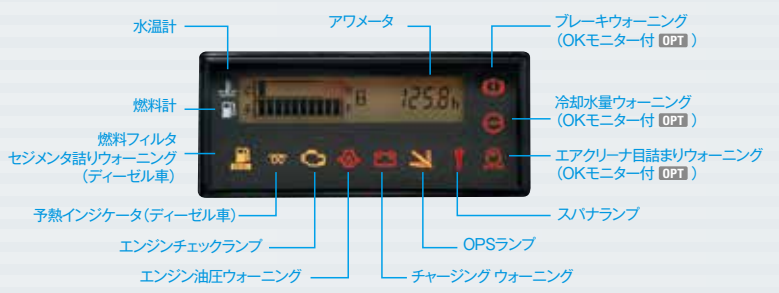 水温計
アワメータ
ブレーキウォーニング
(OKモニター付 OPT )
燃料計
冷却水量ウォーニング
(OKモニター付 OPT )
125.8h
燃料フィルタ
セジメンタ詰りウォーニング
(ディーゼル車)
エアクリーナ目詰まりウォーニング
(OKモニター付 OPT )
予熱インジケータ(ディーゼル車)
スパナランプ
エンジンチェックランプ
OPSランプ
エンジン油圧ウォーニング
チャージング ウォーニング